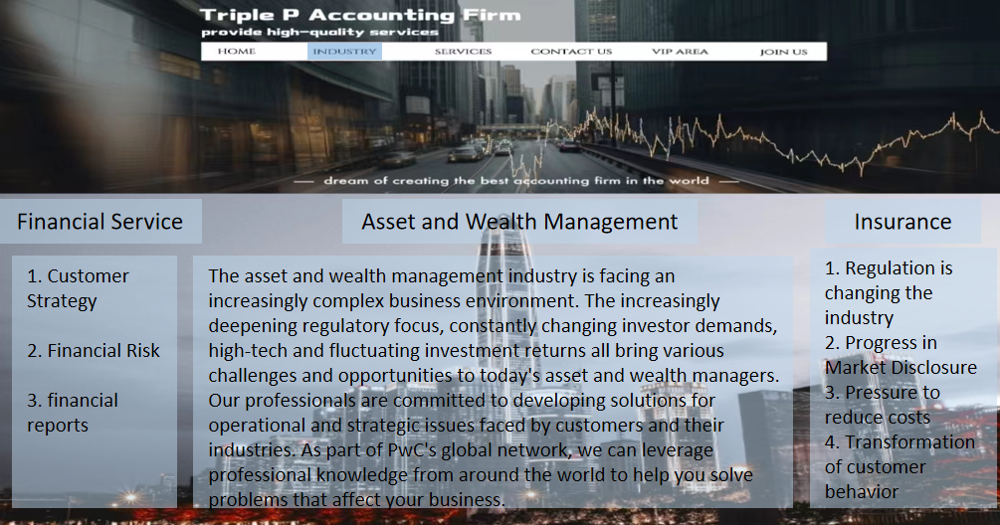 Triple P Accounting Firm
provide high-quality services
HOME INDUSTRY SERVICES CONTACT US VIP AREA JOIN US
dream of creating the best accounting firm in the world
Financial Service
Asset and Wealth Management
Insurance
1. Customer
Strategy
2. Financial Risk
3. financial
reports
The asset and wealth management industry is facing an
increasingly complex business environment. The increasingly
deepening regulatory focus, constantly changing investor demands,
high-tech and fluctuating investment returns all bring various
challenges and opportunities to today's asset and wealth managers.
Our professionals are committed to developing solutions for
operational and strategic issues faced by customers and their
industries. As part of PwC's global network, we can leverage
professional knowledge from around the world to help you solve
problems that affect your business.
1. Regulation is
changing the
industry
2. Progress in
Market Disclosure
3. Pressure to
reduce costs
4. Transformation
of customer
behavior